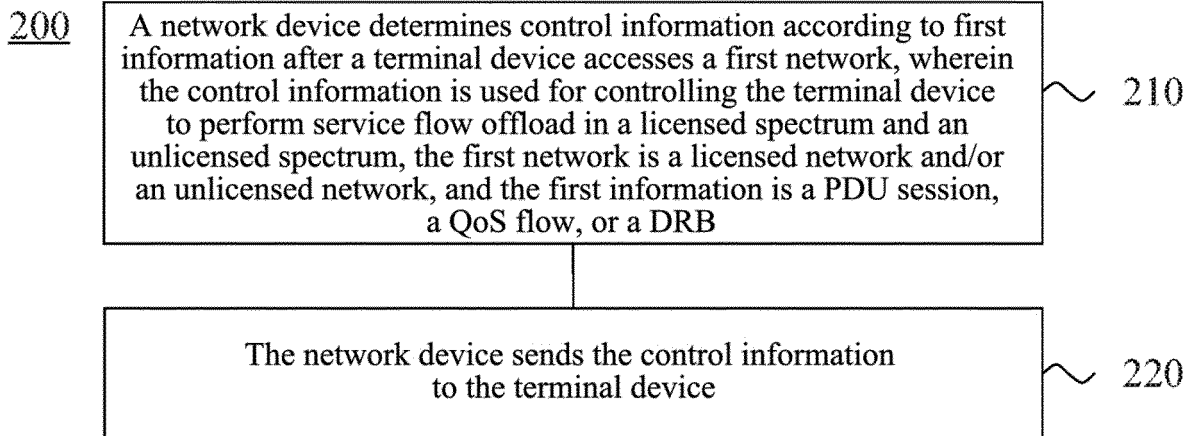 200
A network device determines control information according to first
information after a terminal device accesses a first network, wherein
the control information is used for controlling the terminal device
to perform service flow offload in a licensed spectrum and an
unlicensed spectrum, the first network is a licensed network and/or
an unlicensed network, and the first information is a PDU session,
a QoS flow, or a DRB
210
The network device sends the control information
to the terminal device
220